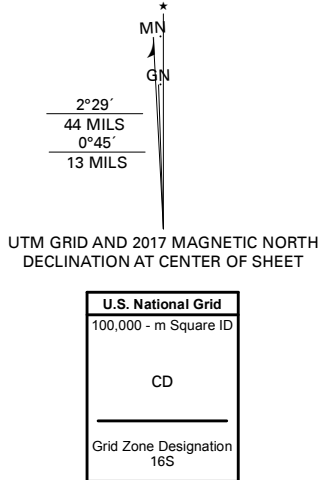 MN
GN
2°29´
44 MILS
0°45´
13 MILS
UTM GRID AND 2017 MAGNETIC NORTH
DECLINATION AT CENTER OF SHEET
U.S. National Grid
100,000 - m Square ID
CD
Grid Zone Designation
16S